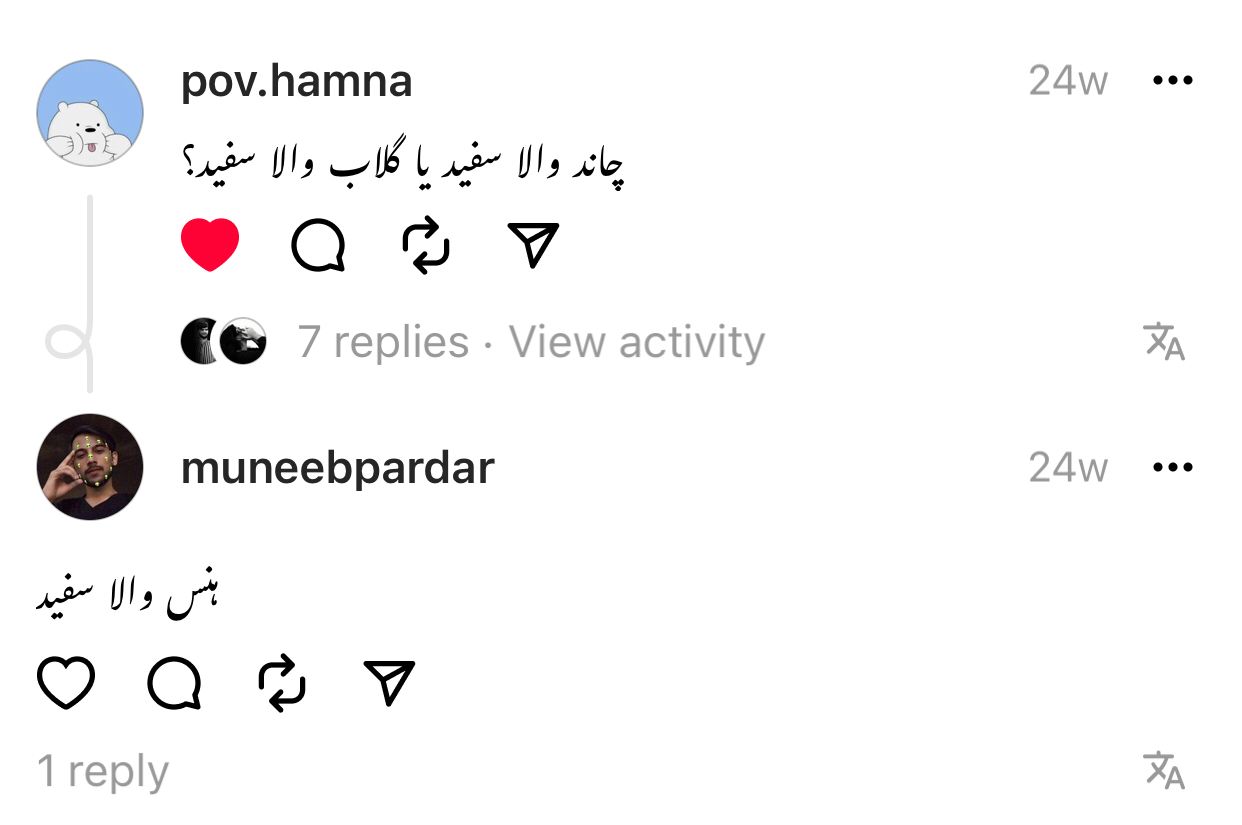 pov.hamna 24w
چاند والا سفید یا گلاب والا سفید؟
7 replies · View activity
muneebpardar 24w
ہنس والا سفید
1 reply